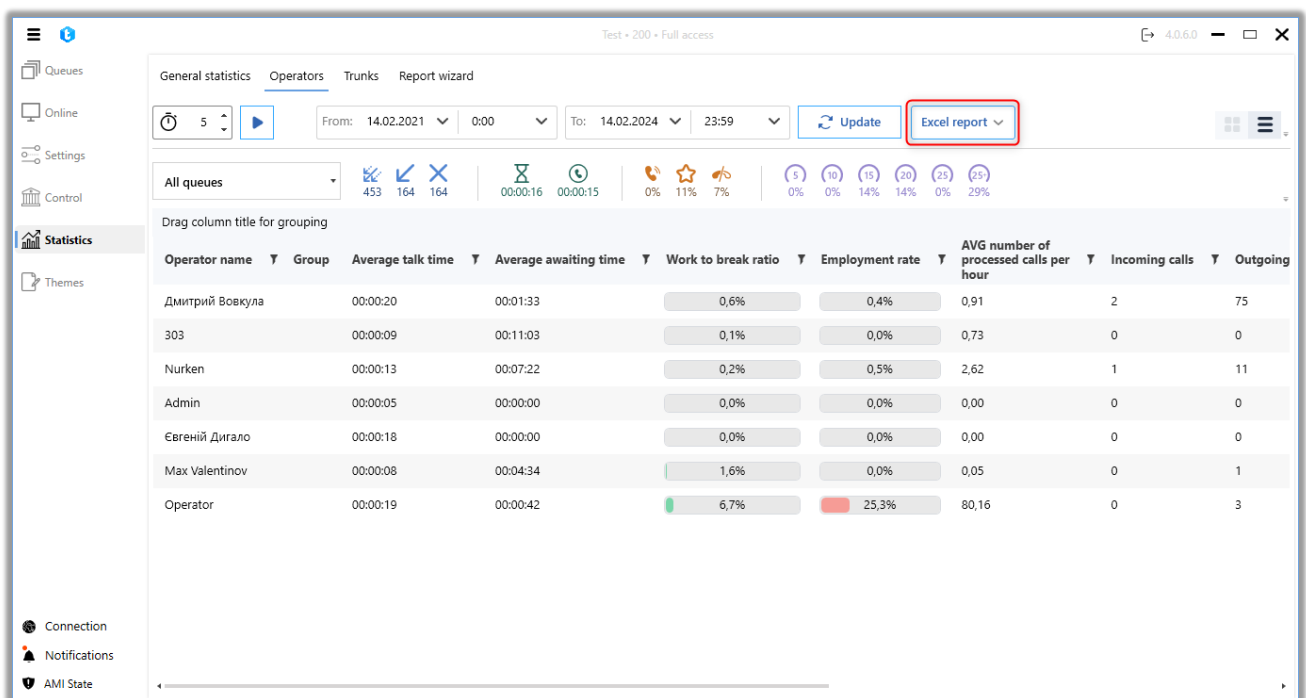 Test • 200 • Full access
4.0.6.0
Queues
Online
Settings
Control
Statistics
Themes
Connection
Notifications
AMI State
General statistics Operators Trunks Report wizard
5 From: 14.02.2021 0:00 To: 14.02.2024 23:59 Update Excel report
All queues
453 164 164 00:00:16 00:00:15 0% 11% 7%
5 10 15 20 25 25+
0% 0% 14% 14% 0% 29%
Drag column title for grouping
Operator name Group Average talk time Average awaiting time Work to break ratio Employment rate AVG number of processed calls per hour Incoming calls Outgoing
Дмитрий Вовкула 00:00:20 00:01:33 0,6% 0,4% 0,91 2 75
303 00:00:09 00:11:03 0,1% 0,0% 0,73 0 0
Nurken 00:00:13 00:07:22 0,2% 0,5% 2,62 1 11
Admin 00:00:05 00:00:00 0,0% 0,0% 0,00 0 0
Євгеній Дигало 00:00:18 00:00:00 0,0% 0,0% 0,00 0 0
Max Valentinov 00:00:08 00:04:34 1,6% 0,0% 0,05 0 1
Operator 00:00:19 00:00:42 6,7% 25,3% 80,16 0 3